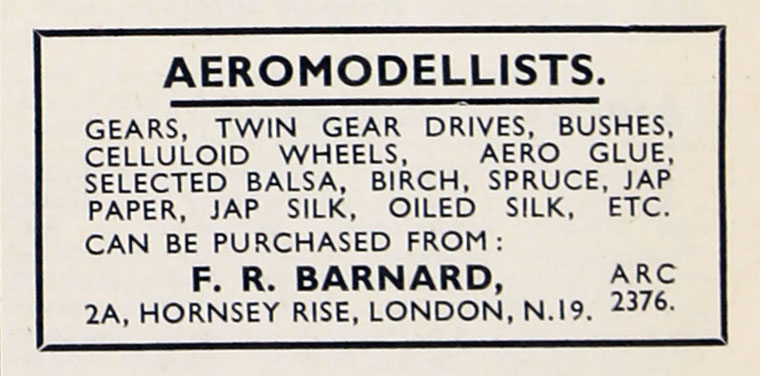 AEROMODELLISTS.
GEARS, TWIN GEAR DRIVES, BUSHES,
CELLULOID WHEELS, AERO GLUE,
SELECTED BALSA, BIRCH, SPRUCE, JAP
PAPER, JAP SILK, OILED SILK, ETC.
CAN BE PURCHASED FROM:
F. R. BARNARD, ARC
2A, HORNSEY RISE, LONDON, N.19. 2376.